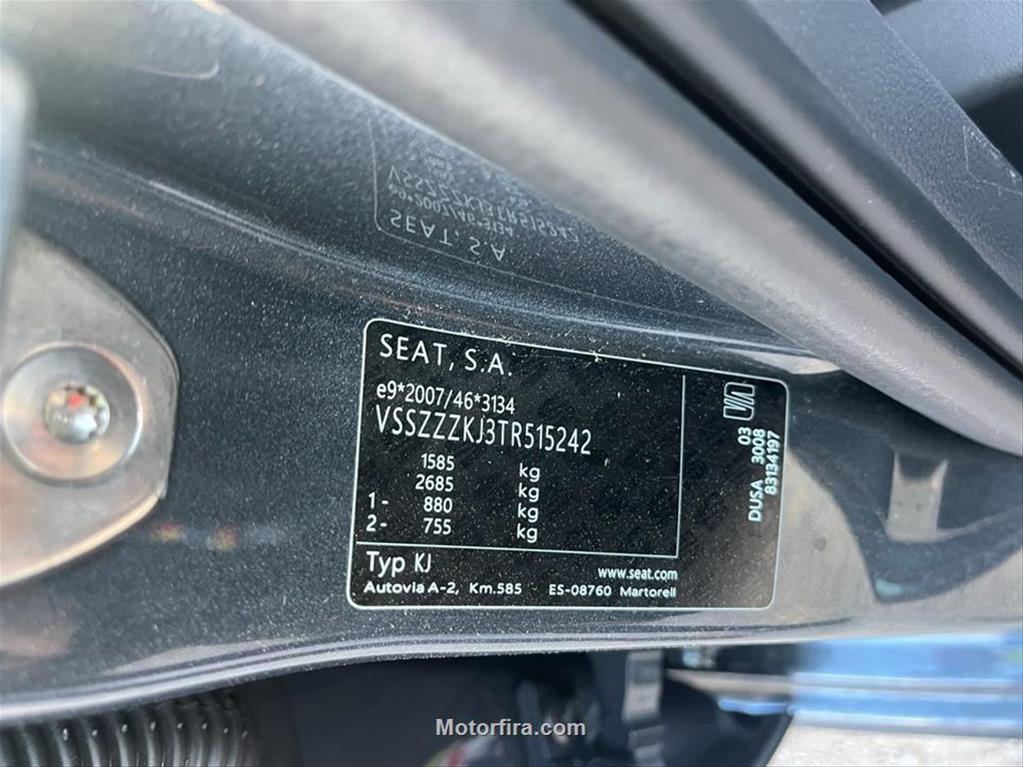 SEAT, S.A.
e9*2007/46*3134
VSSZZZKJ3TR515242
1585 kg
2685 kg
1- 880 kg
2- 755 kg
Typ KJ
www.seat.com
Autovia A-2, Km.585 ES-08760 Martorell
03
DUSA 3008
83134197
Motorfira.com